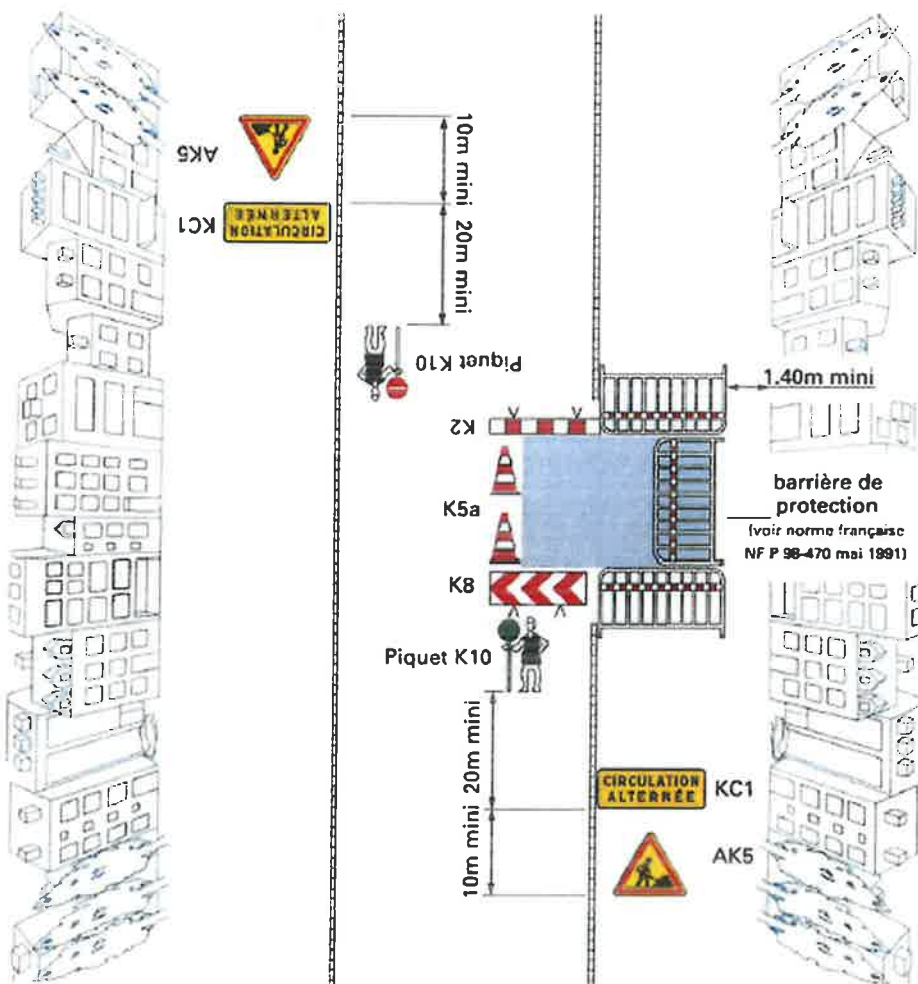 10m mini
AK5
CIRCULATION
ALTERNÉE
KC1
20m mini
Piquet K10
1.40m mini
K2
K5a
barrière de
protection
(voir norme française
NF P 98-470 mai 1991)
K8
Piquet K10
20m mini
CIRCULATION
ALTERNÉE
KC1
10m mini
AK5